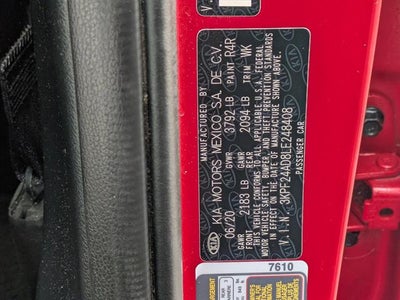 MANUFACTURED BY
KIA MOTORS MEXICO S.A. DE C.V.
06/20 GVWR 3792 LB PAINT R4R
GAWR FRONT 2183 LB GAWR REAR 2094 LB TRIM WK
THIS VEHICLE CONFORMS TO ALL APPLICABLE U.S.A. FEDERAL
MOTOR VEHICLE SAFETY, BUMPER, AND THEFT PREVENTION STANDARDS
IN EFFECT ON THE DATE OF MANUFACTURE SHOWN ABOVE.
V.I.N. 3KPF24AD8LE248408
PASSENGER CAR
KIA
7610